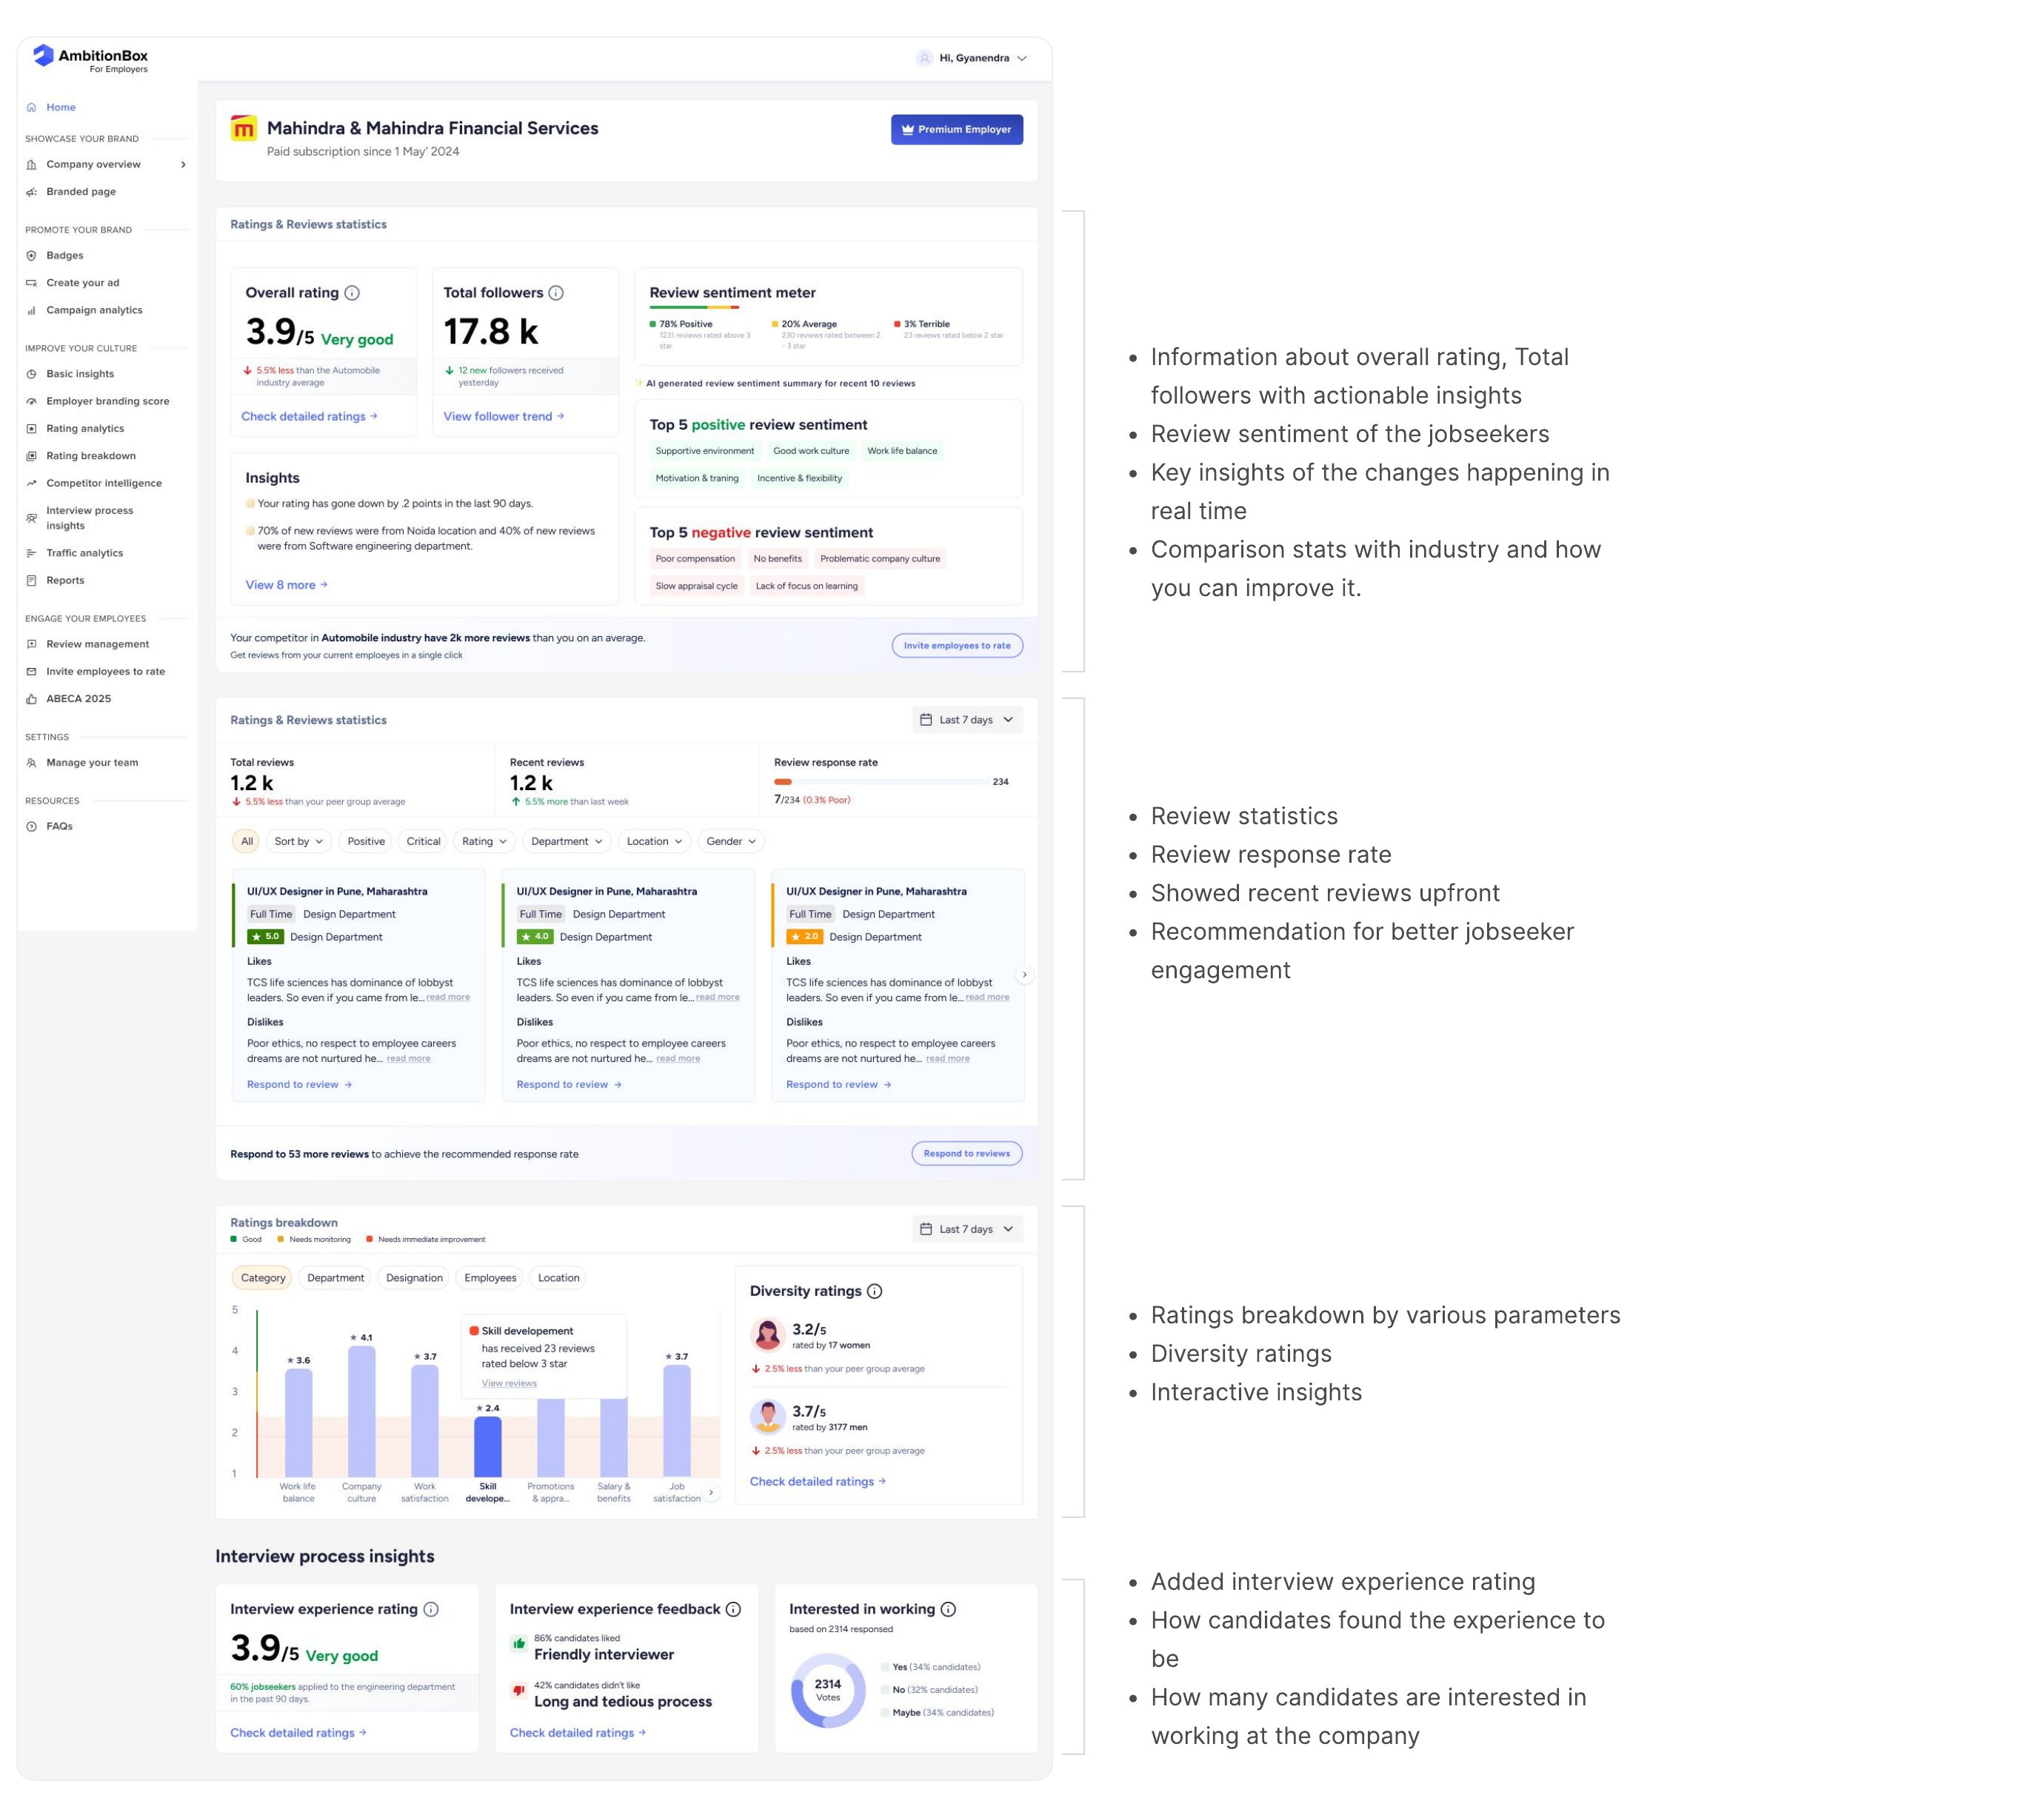 AmbitionBox
For Employers
Hi, Gyanendra
Home
SHOWCASE YOUR BRAND
Company overview
Branded page
PROMOTE YOUR BRAND
Badges
Create your ad
Campaign analytics
IMPROVE YOUR CULTURE
Basic insights
Employer branding score
Rating analytics
Rating breakdown
Competitor intelligence
Interview process
insights
Traffic analytics
Reports
ENGAGE YOUR EMPLOYEES
Review management
Invite employees to rate
ABECA 2025
SETTINGS
Manage your team
RESOURCES
FAQs
Mahindra & Mahindra Financial Services
Paid subscription since 1 May' 2024
Premium Employer
Ratings & Reviews statistics
Overall rating
3.9/5 Very good
5.5% less than the Automobile
industry average
Check detailed ratings
Total followers
17.8 k
12 new followers received
yesterday
View follower trend
Insights
Your rating has gone down by .2 points in the last 90 days.
70% of new reviews were from Noida location and 40% of new reviews
were from Software engineering department.
View 8 more
Review sentiment meter
78% Positive
1231 reviews rated above 3
star
20% Average
230 reviews rated between 2
- 3 star
3% Terrible
23 reviews rated below 2 star
AI generated review sentiment summary for recent 10 reviews
Top 5 positive review sentiment
Supportive environment Good work culture Work life balance
Motivation & traning Incentive & flexibility
Top 5 negative review sentiment
Poor compensation No benefits Problematic company culture
Slow appraisal cycle Lack of focus on learning
Your competitor in Automobile industry have 2k more reviews than you on an average.
Get reviews from your current emploeyes in a single click
Invite employees to rate
Information about overall rating, Total
followers with actionable insights
Review sentiment of the jobseekers
Key insights of the changes happening in
real time
Comparison stats with industry and how
you can improve it.
Ratings & Reviews statistics
Last 7 days
Total reviews
1.2 k
5.5% less than your peer group average
Recent reviews
1.2 k
5.5% more than last week
Review response rate
234
7/234 (0.3% Poor)
All Sort by Positive Critical Rating Department Location Gender
UI/UX Designer in Pune, Maharashtra
Full Time Design Department
5.0 Design Department
Likes
TCS life sciences has dominance of lobbyst
leaders. So even if you came from le... read more
Dislikes
Poor ethics, no respect to employee careers
dreams are not nurtured he... read more
Respond to review
UI/UX Designer in Pune, Maharashtra
Full Time Design Department
4.0 Design Department
Likes
TCS life sciences has dominance of lobbyst
leaders. So even if you came from le... read more
Dislikes
Poor ethics, no respect to employee careers
dreams are not nurtured he... read more
Respond to review
UI/UX Designer in Pune, Maharashtra
Full Time Design Department
2.0 Design Department
Likes
TCS life sciences has dominance of lobbyst
leaders. So even if you came from le... read more
Dislikes
Poor ethics, no respect to employee careers
dreams are not nurtured he... read more
Respond to review
Respond to 53 more reviews to achieve the recommended response rate
Respond to reviews
Review statistics
Review response rate
Showed recent reviews upfront
Recommendation for better jobseeker
engagement
Ratings breakdown
Good Needs monitoring Needs immediate improvement
Last 7 days
Category Department Designation Employees Location
5
4
3
2
1
3.6
4.1
3.7
2.4
3.7
Skill developement
has received 23 reviews
rated below 3 star
View reviews
Work life
balance
Company
culture
Work
satisfaction
Skill
develope...
Promotions
& appra...
Salary &
benefits
Job
satisfaction
Diversity ratings
3.2/5
rated by 17 women
2.5% less than your peer group average
3.7/5
rated by 3177 men
2.5% less than your peer group average
Check detailed ratings
Ratings breakdown by various parameters
Diversity ratings
Interactive insights
Interview process insights
Interview experience rating
3.9/5 Very good
60% jobseekers applied to the engineering department
in the past 90 days.
Check detailed ratings
Interview experience feedback
86% candidates liked
Friendly interviewer
42% candidates didn't like
Long and tedious process
Check detailed ratings
Interested in working
based on 2314 responsed
2314
Votes
Yes (34% candidates)
No (32% candidates)
Maybe (34% candidates)
Added interview experience rating
How candidates found the experience to
be
How many candidates are interested in
working at the company